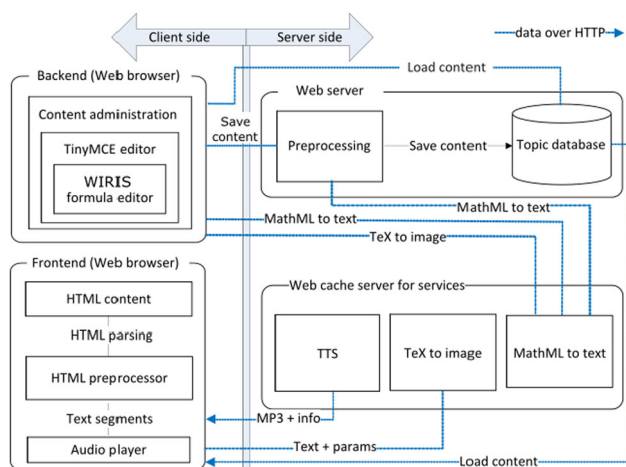 Client side
Server side
data over HTTP
Backend (Web browser)
Load content
Web server
Content administration
Save
content
TinyMCE editor
WIRIS
formula editor
Preprocessing
Save content
Topic database
MathML to text
MathML to text
TeX to image
Frontend (Web browser)
Web cache server for services
HTML content
HTML parsing
TTS
TeX to image
MathML to text
HTML preprocessor
Text segments
MP3 + info
Audio player
Text + params
Load content